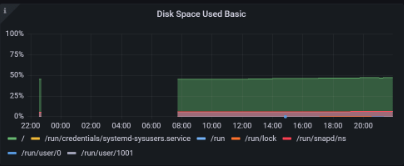 i
Disk Space Used Basic
100%
75%
50%
25%
0%
22:00 00:00 02:00 04:00 06:00 08:00 10:00 12:00 14:00 16:00 18:00 20:00
/ /run/credentials/systemd-sysusers.service /run /run/lock /run/snapd/ns
/run/user/0 /run/user/1001